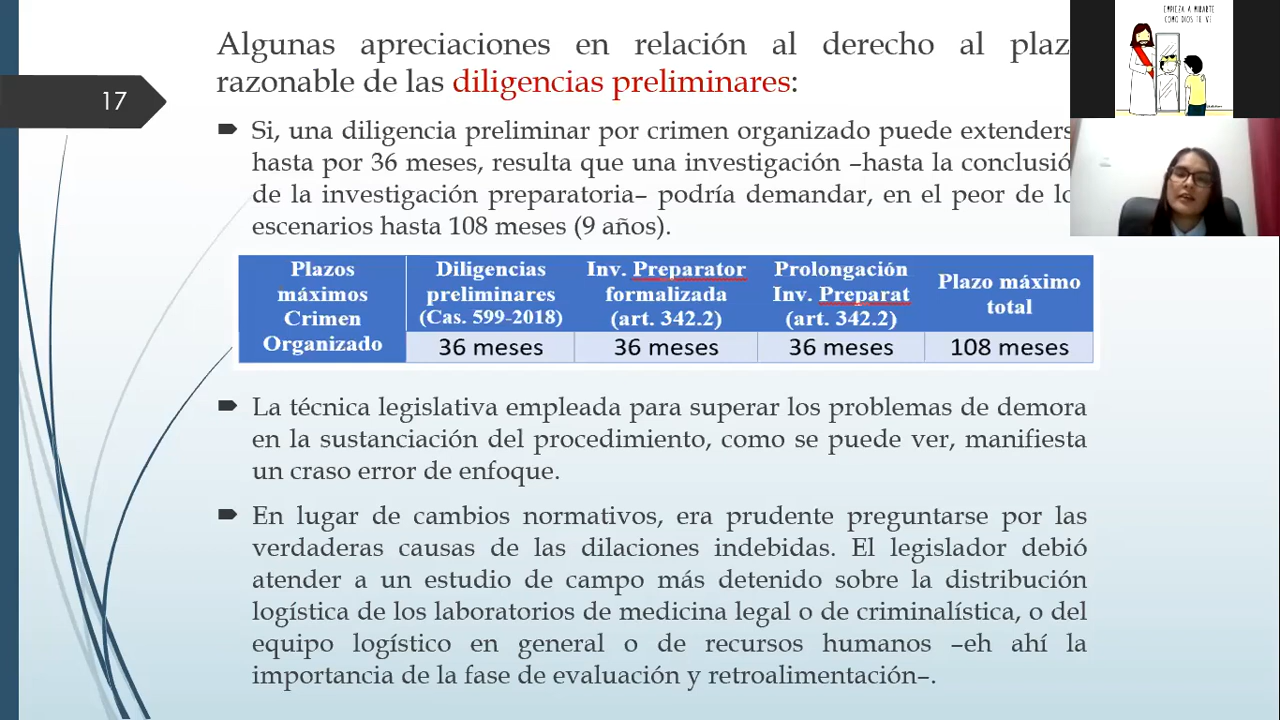 Algunas apreciaciones en relación al derecho al plaz
razonable de las diligencias preliminares:
17
Si, una diligencia preliminar por crimen organizado puede extenders
hasta por 36 meses, resulta que una investigación –hasta la conclusió
de la investigación preparatoria– podría demandar, en el peor de lo
escenarios hasta 108 meses (9 años).
Plazos máximos Crimen Organizado
Diligencias preliminares (Cas. 599-2018)
Inv. Preparator formalizada (art. 342.2)
Prolongación Inv. Preparat (art. 342.2)
Plazo máximo total
36 meses 36 meses 36 meses 108 meses
La técnica legislativa empleada para superar los problemas de demora
en la sustanciación del procedimiento, como se puede ver, manifiesta
un craso error de enfoque.
En lugar de cambios normativos, era prudente preguntarse por las
verdaderas causas de las dilaciones indebidas. El legislador debió
atender a un estudio de campo más detenido sobre la distribución
logística de los laboratorios de medicina legal o de criminalística, o del
equipo logístico en general o de recursos humanos –eh ahí la
importancia de la fase de evaluación y retroalimentación–.
EMPIEZA A MIRARTE
COMO DIOS TE VE